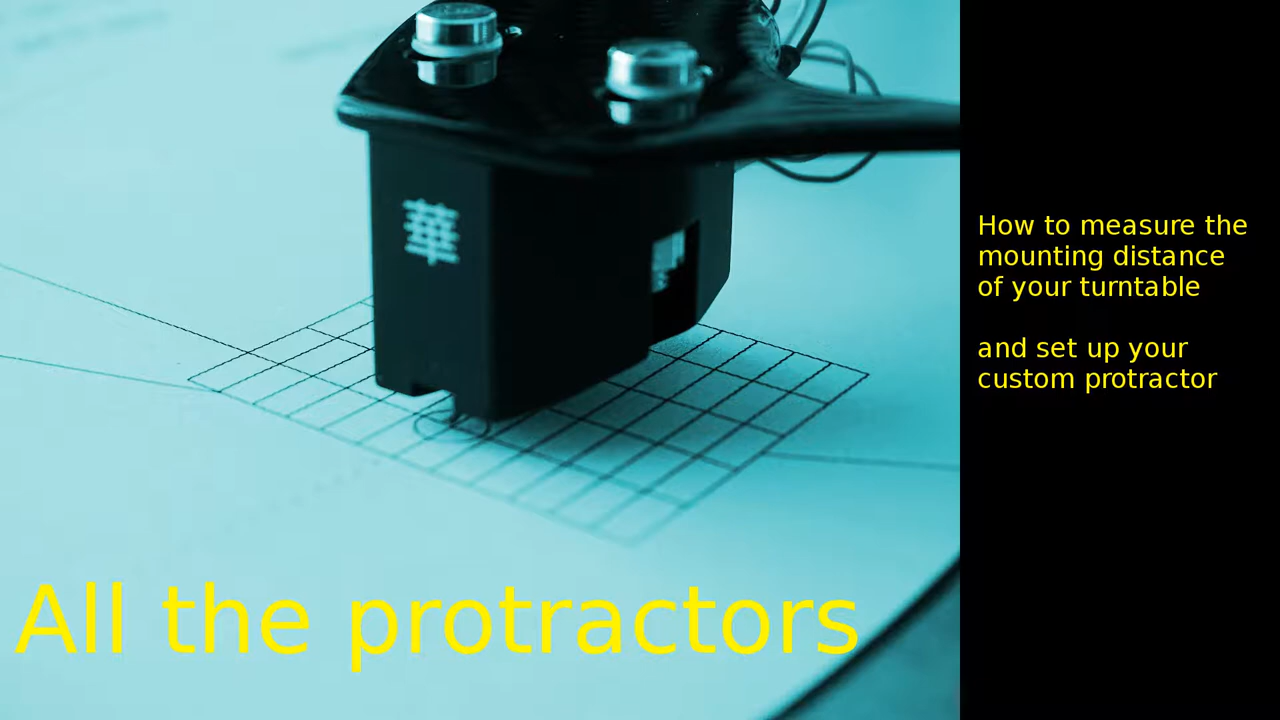 華
How to measure the
mounting distance
of your turntable
and set up your
custom protractor
All the protractors